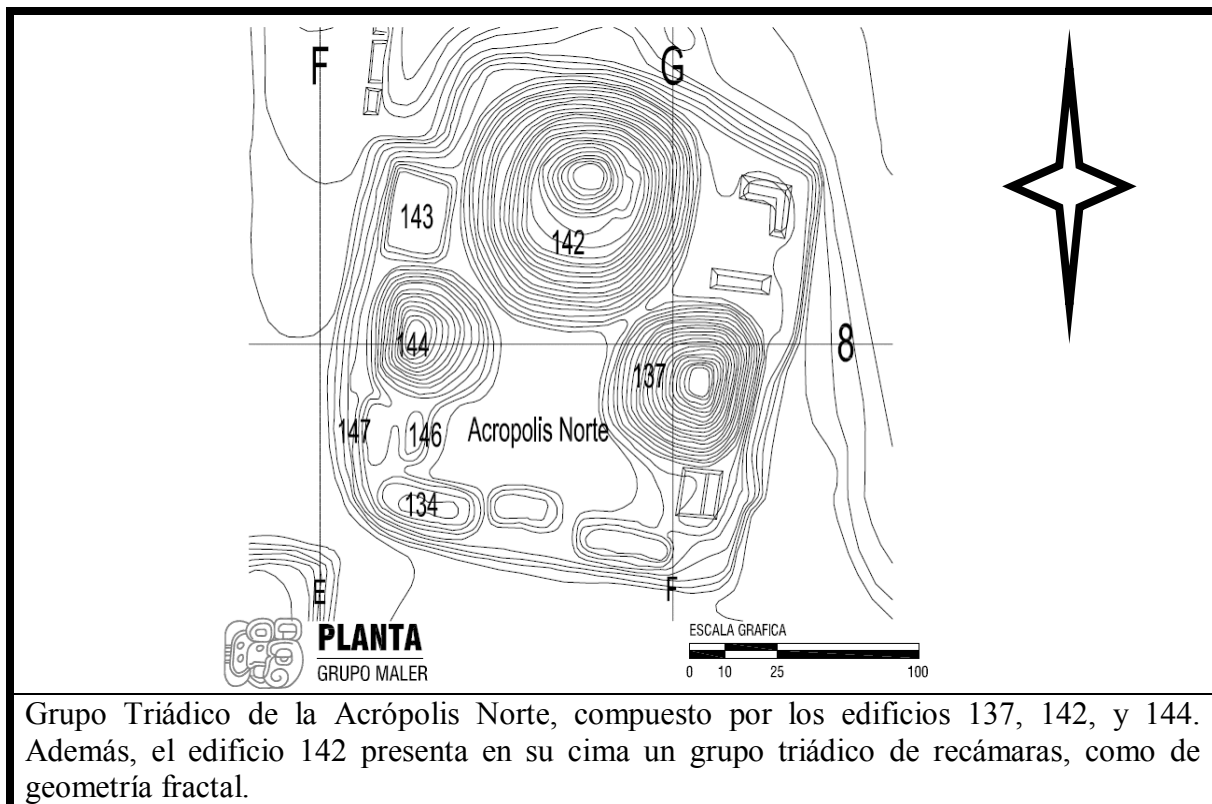 F
G
143
142
144
8
137
147
146
Acropolis Norte
134
E
F
PLANTA
GRUPO MALER
ESCALA GRAFICA
0 10 25 100
Grupo Triádico de la Acrópolis Norte, compuesto por los edificios 137, 142, y 144.
Además, el edificio 142 presenta en su cima un grupo triádico de recámaras, como de
geometría fractal.